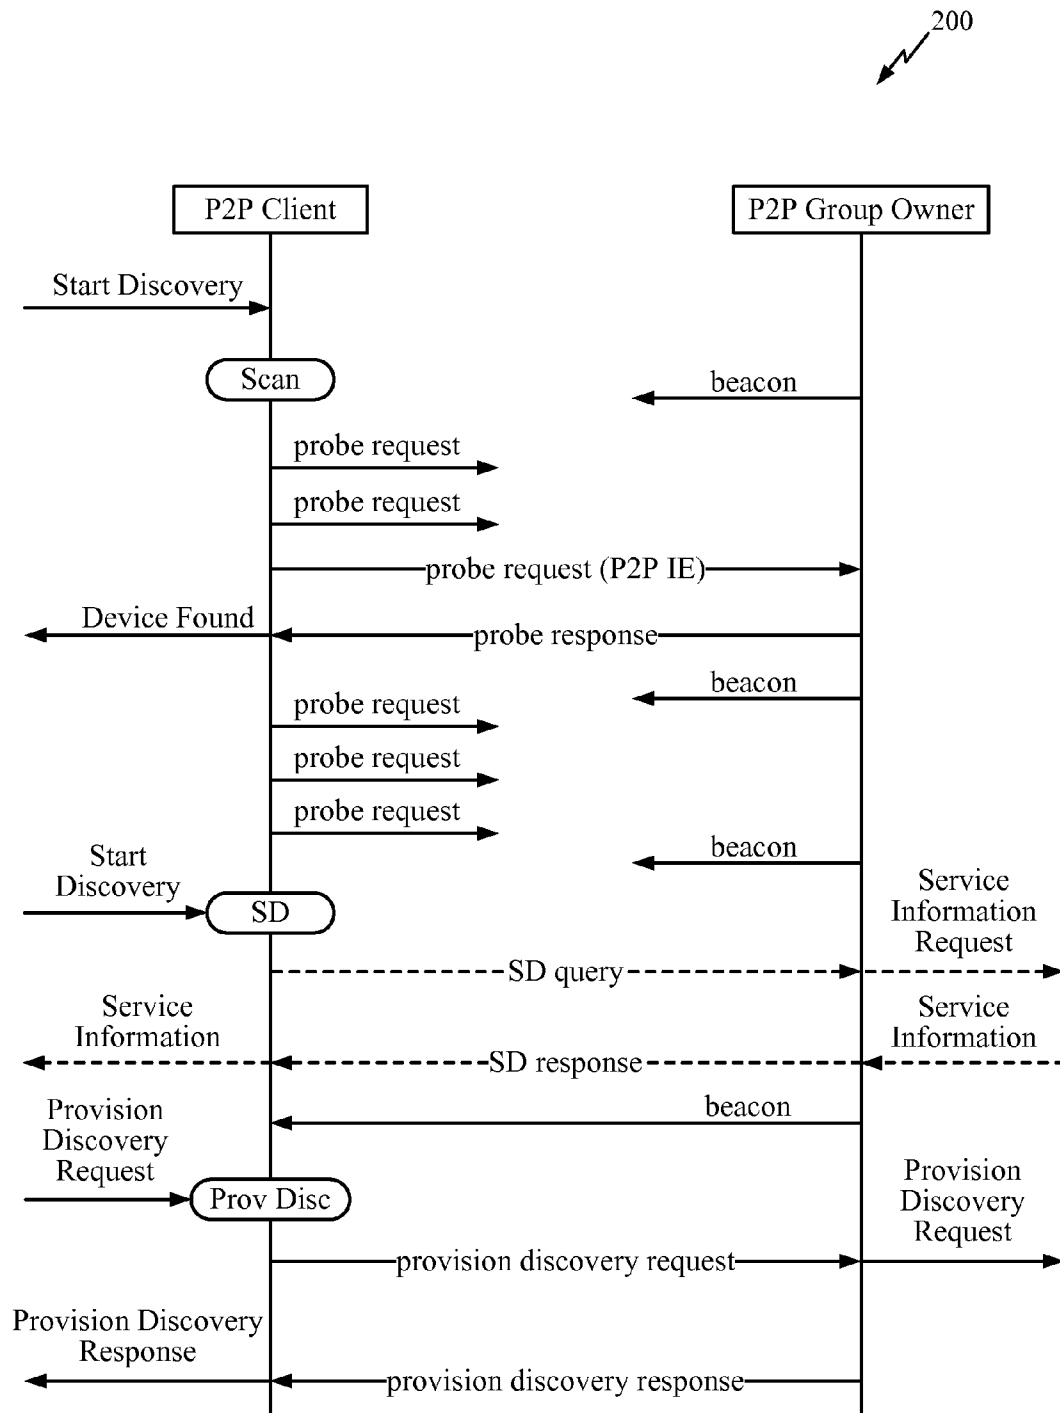 200
P2P Client
P2P Group Owner
Start Discovery
Scan
beacon
probe request
probe request
probe request (P2P IE)
Device Found
probe response
beacon
probe request
probe request
probe request
beacon
Start
Discovery
SD
Service
Information
Request
SD query
Service
Information
SD response
Service
Information
beacon
Provision
Discovery
Request
Prov Disc
Provision
Discovery
Request
provision discovery request
Provision Discovery
Response
provision discovery response